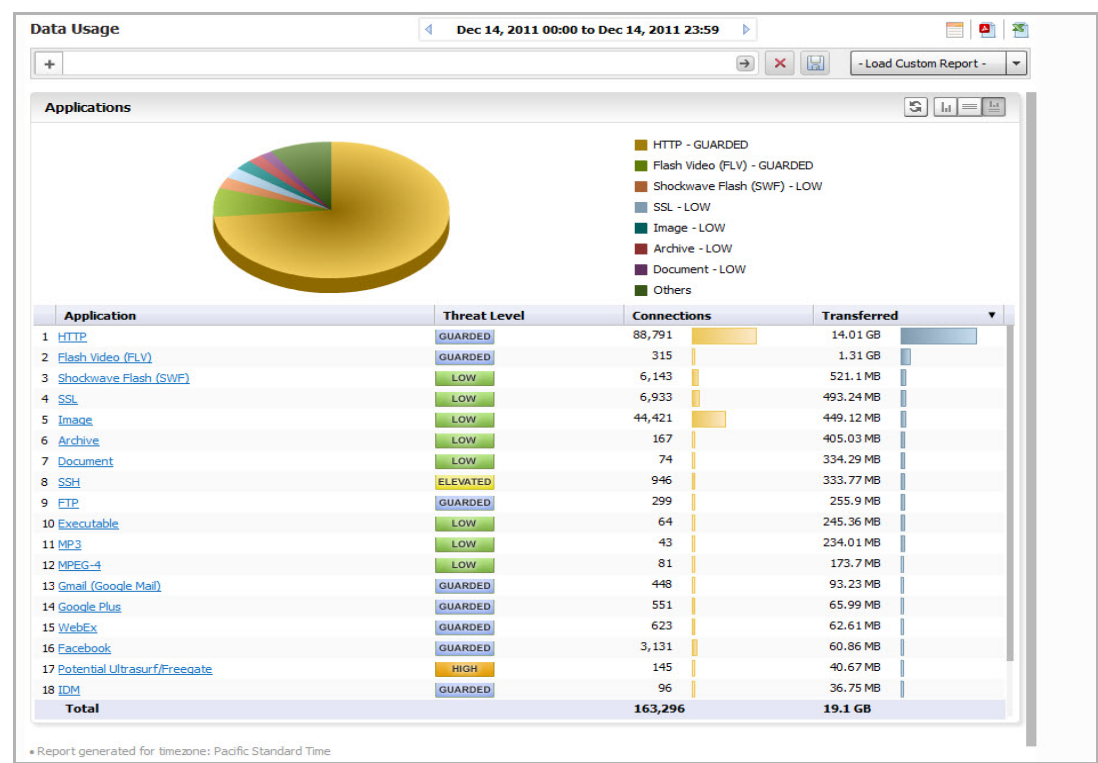 Data Usage
Dec 14, 2011 00:00 to Dec 14, 2011 23:59
- Load Custom Report -
Applications
HTTP - GUARDED
Flash Video (FLV) - GUARDED
Shockwave Flash (SWF) - LOW
SSL - LOW
Image - LOW
Archive - LOW
Document - LOW
Others
Application Threat Level Connections Transferred
1 HTTP GUARDED 88,791 14.01 GB
2 Flash Video (FLV) GUARDED 315 1.31 GB
3 Shockwave Flash (SWF) LOW 6,143 521.1 MB
4 SSL LOW 6,933 493.24 MB
5 Image LOW 44,421 449.12 MB
6 Archive LOW 167 405.03 MB
7 Document LOW 74 334.29 MB
8 SSH ELEVATED 946 333.77 MB
9 FTP GUARDED 299 255.9 MB
10 Executable LOW 64 245.36 MB
11 MP3 LOW 43 234.01 MB
12 MPEG-4 LOW 81 173.7 MB
13 Gmail (Google Mail) GUARDED 448 93.23 MB
14 Google Plus GUARDED 551 65.99 MB
15 WebEx GUARDED 623 62.61 MB
16 Facebook GUARDED 3,131 60.86 MB
17 Potential Ultrasurf/Freegate HIGH 145 40.67 MB
18 IDM GUARDED 96 36.75 MB
Total 163,296 19.1 GB
Report generated for timezone: Pacific Standard Time